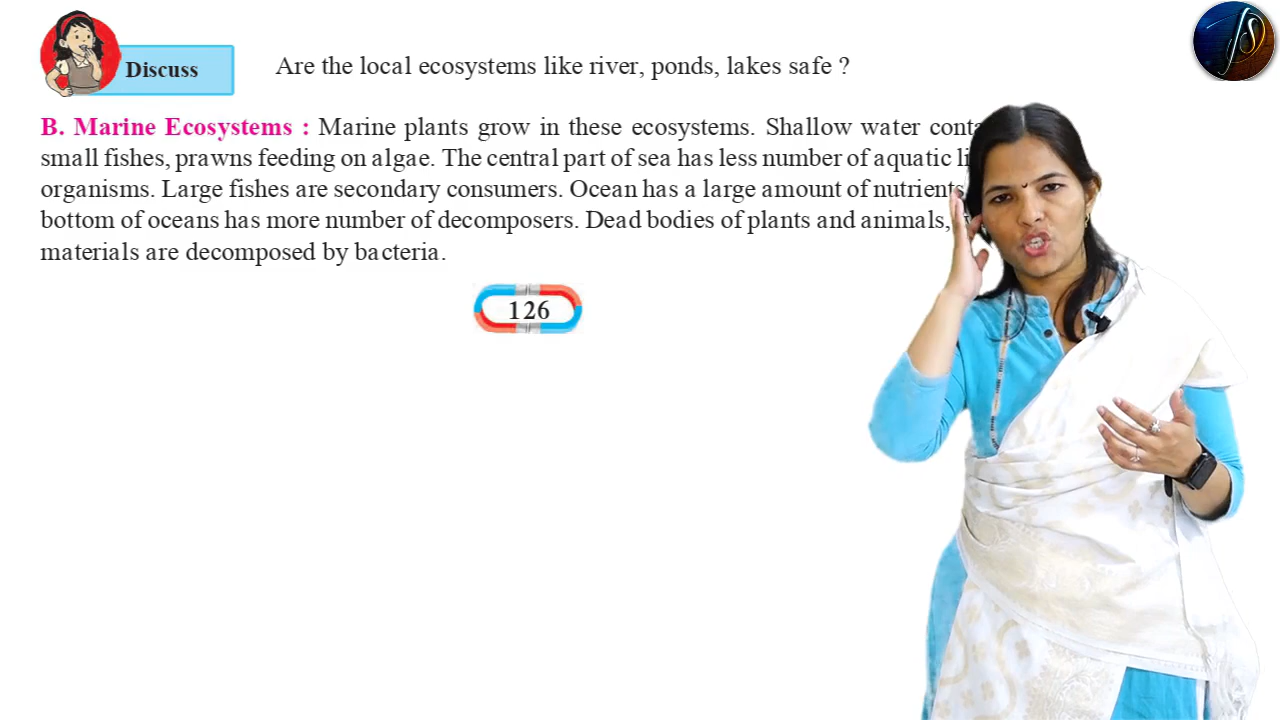 Discuss
Are the local ecosystems like river, ponds, lakes safe ?
B. Marine Ecosystems : Marine plants grow in these ecosystems. Shallow water
small fishes, prawns feeding on algae. The central part of sea has less number of aquatic
organisms. Large fishes are secondary consumers. Ocean has a large amount of nutrients
bottom of oceans has more number of decomposers. Dead bodies of plants and animals,
materials are decomposed by bacteria.
126